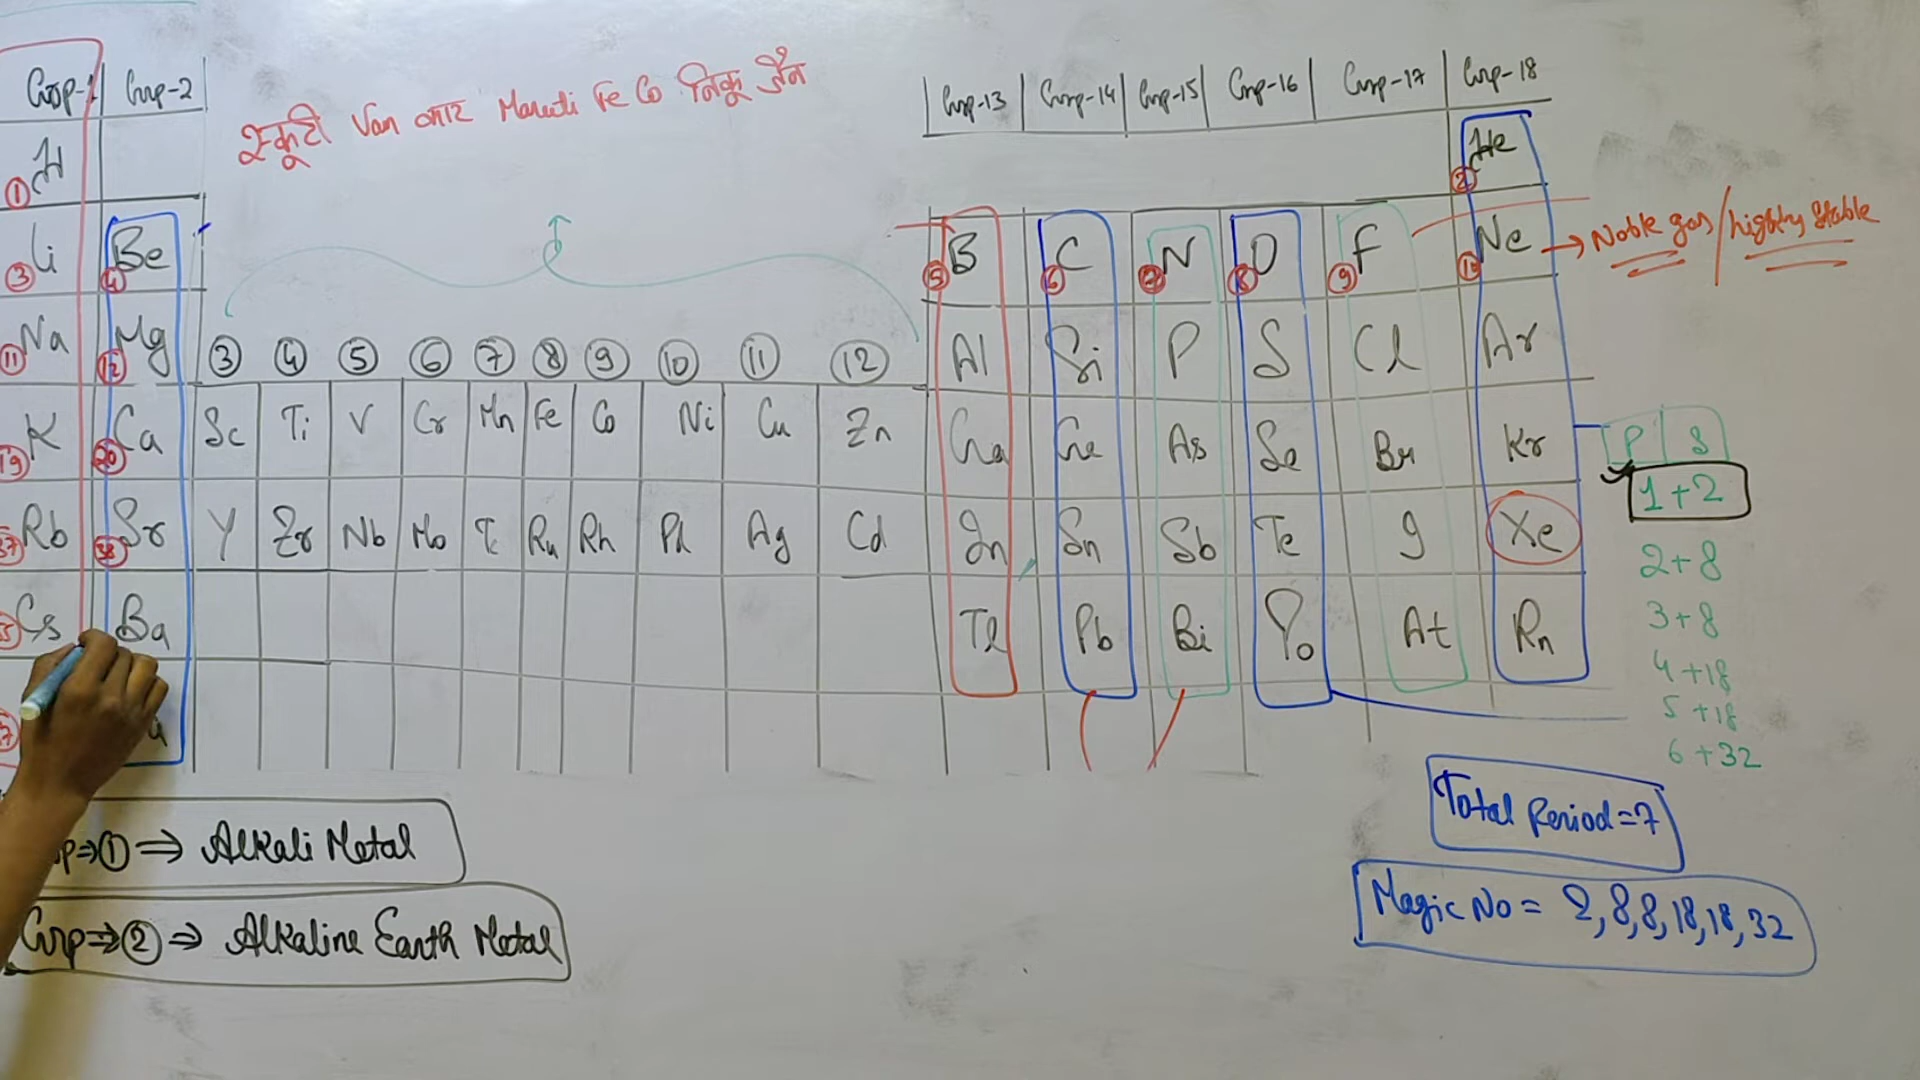 Grop-1 Grp-2 Grp-13 Grp-14 Grp-15 Grp-16 Grp-17 Grp-18
स्कूटी Van कार Maruti Fe Co निकू जैन
H 1 He 2
Li 3 Be 4 B 5 C 6 N 7 O 8 F 9 Ne 10 → Noble gas / highly stable
Na 11 Mg 12 3 4 5 6 7 8 9 10 11 12 Al Si P S Cl Ar
K 19 Ca 20 Sc Ti V Cr Mn Fe Co Ni Cu Zn Ga Ge As Se Br Kr
P S
1+2
Rb 37 Sr 38 Y Zr Nb Mo Tc Ru Rh Pd Ag Cd In Sn Sb Te I Xe
2+8
Cs Ba Tl Pb Bi Po At Rn
3+8
4+18
5+18
6+32
Total Period=7
⇒ 1 ⇒ Alkali Metal
Magic No = 2,8,8,18,18,32
Grp ⇒ 2 ⇒ Alkaline Earth Metal